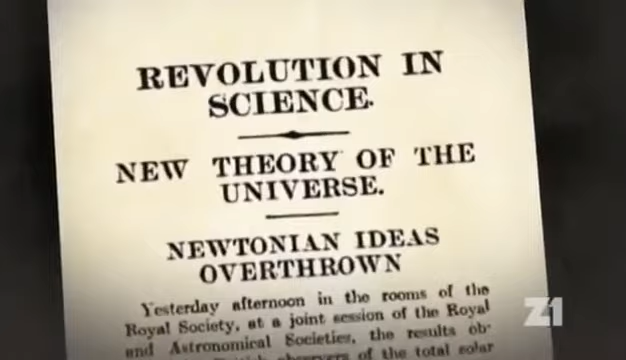 REVOLUTION IN
SCIENCE.
NEW THEORY OF THE
UNIVERSE.
NEWTONIAN IDEAS
OVERTHROWN
Yesterday afternoon in the rooms of the
Royal Society, at a joint session of the Royal
and Astronomical Societies, the results ob-
observers of the total solar
Z1